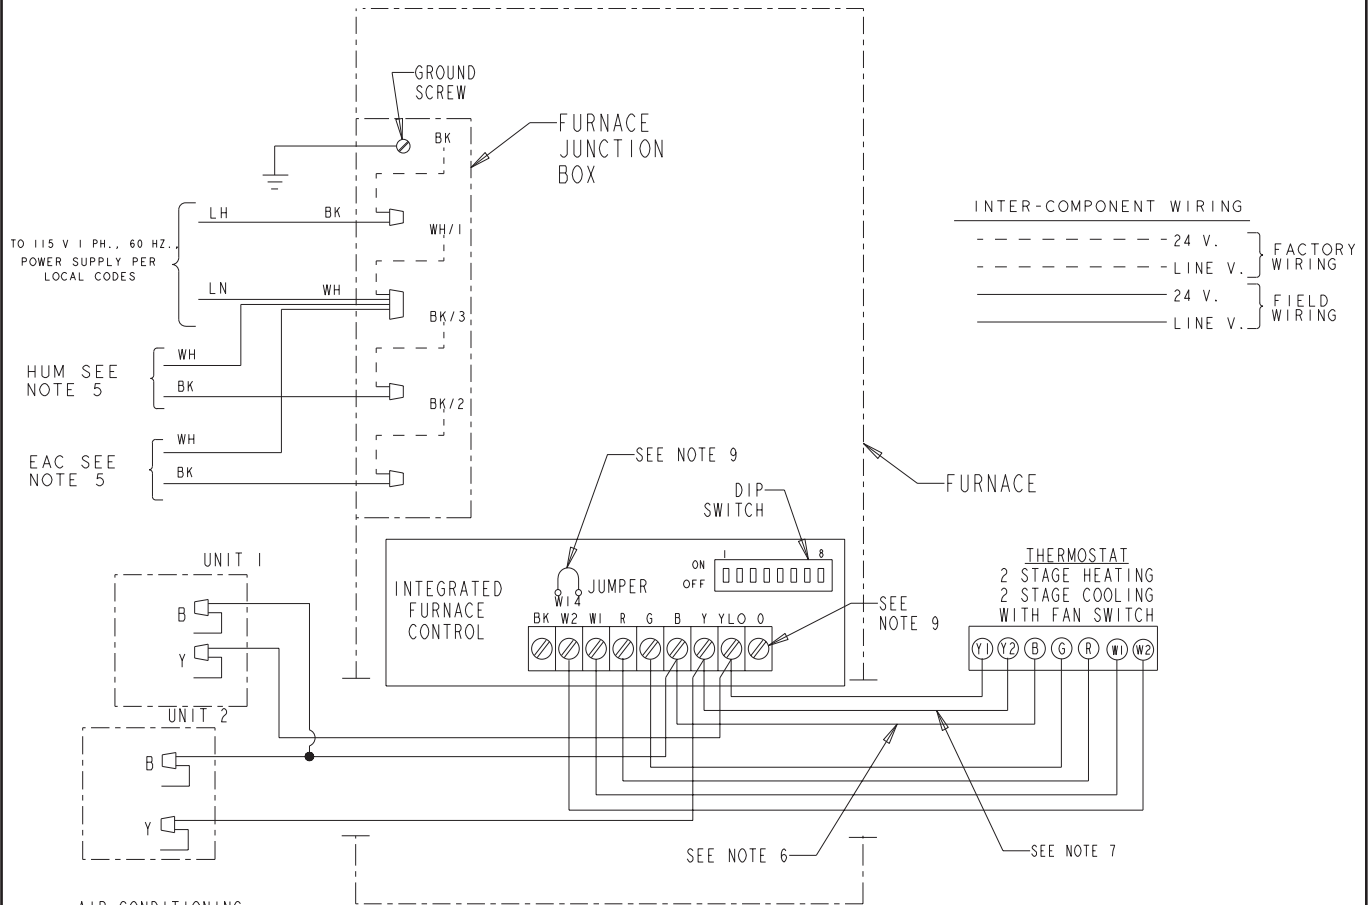 GROUND
SCREW
BK
FURNACE
JUNCTION
BOX
LH
BK
WH/1
TO 115 V 1 PH., 60 HZ.,
POWER SUPPLY PER
LOCAL CODES
LN
WH
BK/3
HUM SEE
NOTE 5
WH
BK
BK/2
EAC SEE
NOTE 5
WH
BK
INTER-COMPONENT WIRING
24 V.
LINE V.
FACTORY
WIRING
24 V.
LINE V.
FIELD
WIRING
SEE NOTE 9
DIP
SWITCH
FURNACE
UNIT 1
B
Y
INTEGRATED
FURNACE
CONTROL
JUMPER
W14
ON
OFF
1 8
BK W2 W1 R G B Y YLO O
SEE
NOTE 9
THERMOSTAT
2 STAGE HEATING
2 STAGE COOLING
WITH FAN SWITCH
Y1 Y2 B G R W1 W2
UNIT 2
B
Y
SEE NOTE 6
SEE NOTE 7
AIR CONDITIONING